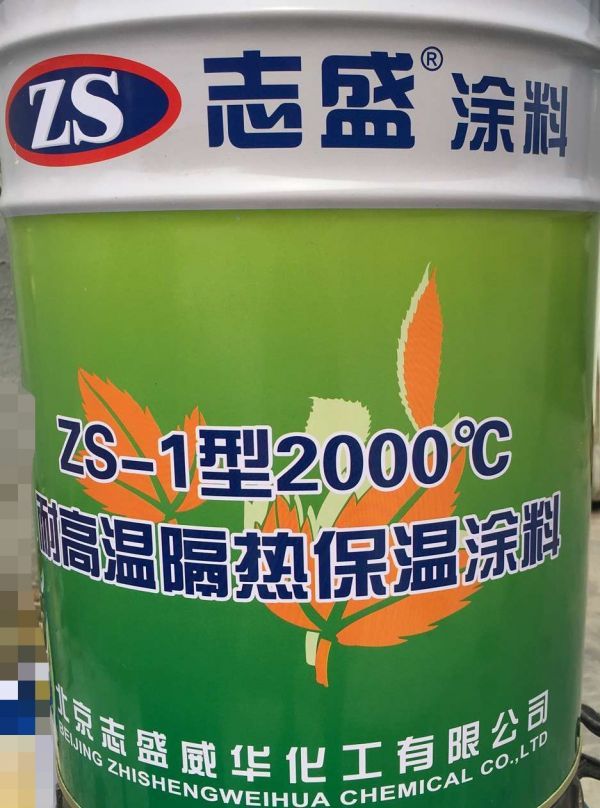 ZS 志盛® 涂料
ZS-1型2000℃
耐高温隔热保温涂料
北京志盛威华化工有限公司
BEIJING ZHISHENGWEIHUA CHEMICAL CO.,LTD